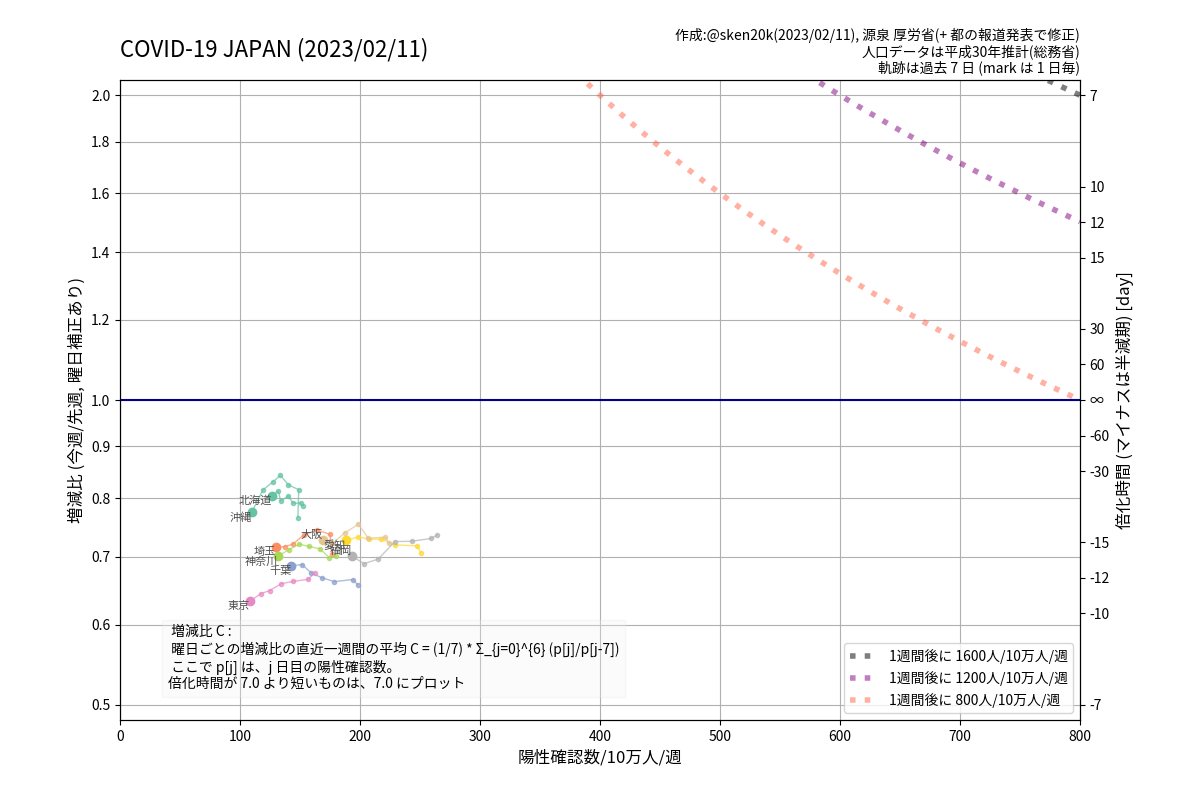 COVID-19 JAPAN (2023/02/11)
作成:@sken20k(2023/02/11), 源泉 厚労省(+ 都の報道発表で修正)
人口データは平成30年推計(総務省)
軌跡は過去 7 日 (mark は 1 日毎)
増減比 (今週/先週, 曜日補正あり)
2.0
1.8
1.6
1.4
1.2
1.0
0.9
0.8
0.7
0.6
0.5
7
10
12
15
30
60
∞
-60
-30
-15
-12
-10
-7
倍化時間 (マイナスは半減期) [day]
北海道
沖縄
大阪
愛知
福岡
埼玉
神奈川
千葉
東京
増減比 C :
曜日ごとの増減比の直近一週間の平均 C = (1/7) * Σ_{j=0}^{6} (p[j]/p[j-7])
ここで p[j] は、j 日目の陽性確認数。
倍化時間が 7.0 より短いものは、7.0 にプロット
1週間後に 1600人/10万人/週
1週間後に 1200人/10万人/週
1週間後に 800人/10万人/週
0 100 200 300 400 500 600 700 800
陽性確認数/10万人/週